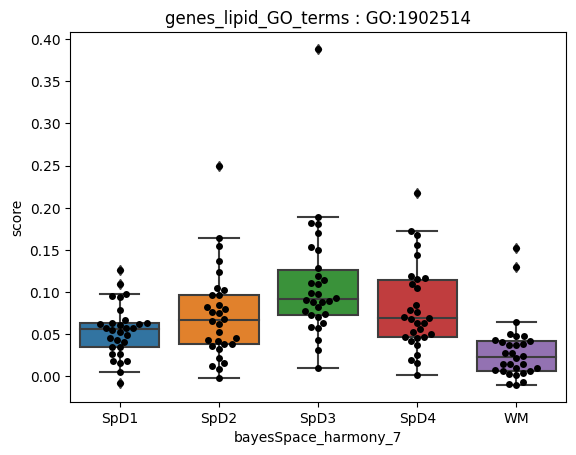 genes_lipid_GO_terms : GO:1902514
0.40
0.35
0.30
0.25
0.20
0.15
0.10
0.05
0.00
score
SpD1 SpD2 SpD3 SpD4 WM
bayesSpace_harmony_7